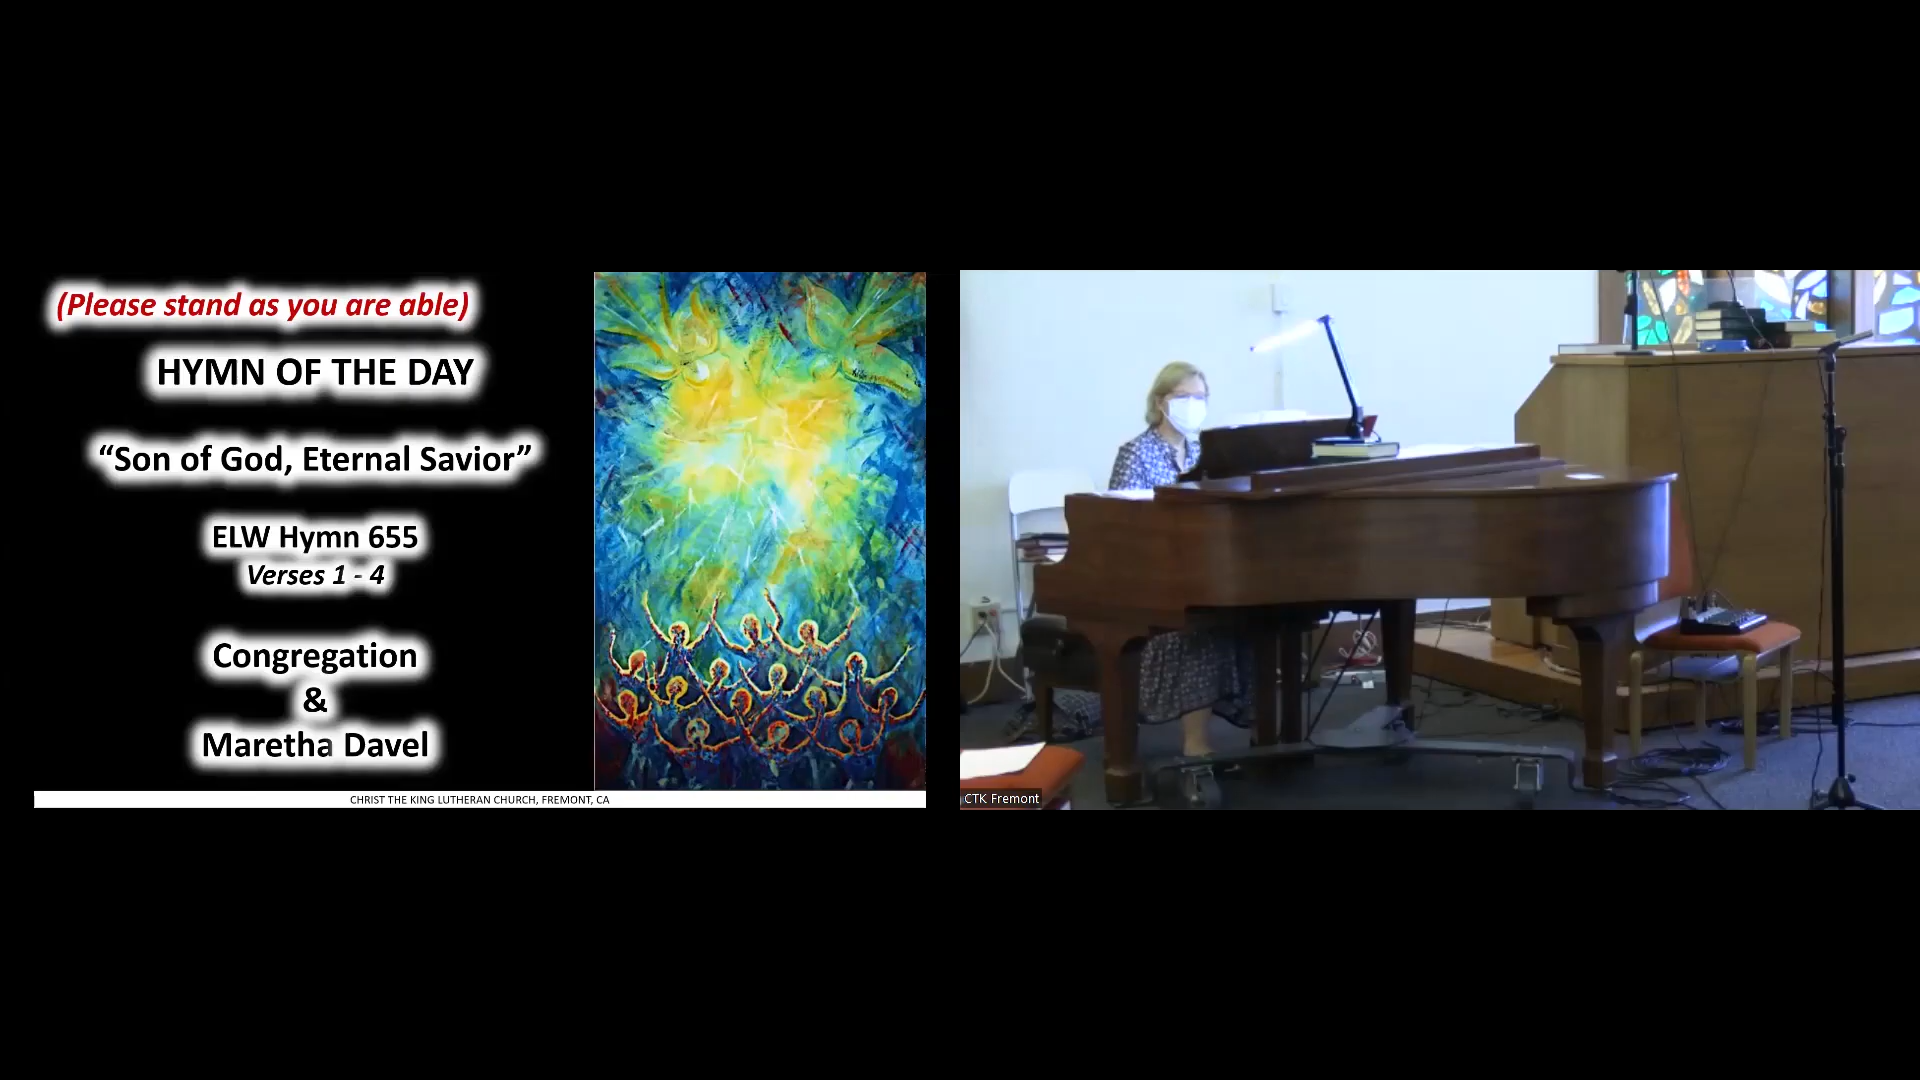 (Please stand as you are able)
HYMN OF THE DAY
“Son of God, Eternal Savior”
ELW Hymn 655
Verses 1 - 4
Congregation
&
Maretha Davel
CHRIST THE KING LUTHERAN CHURCH, FREMONT, CA
CTK Fremont